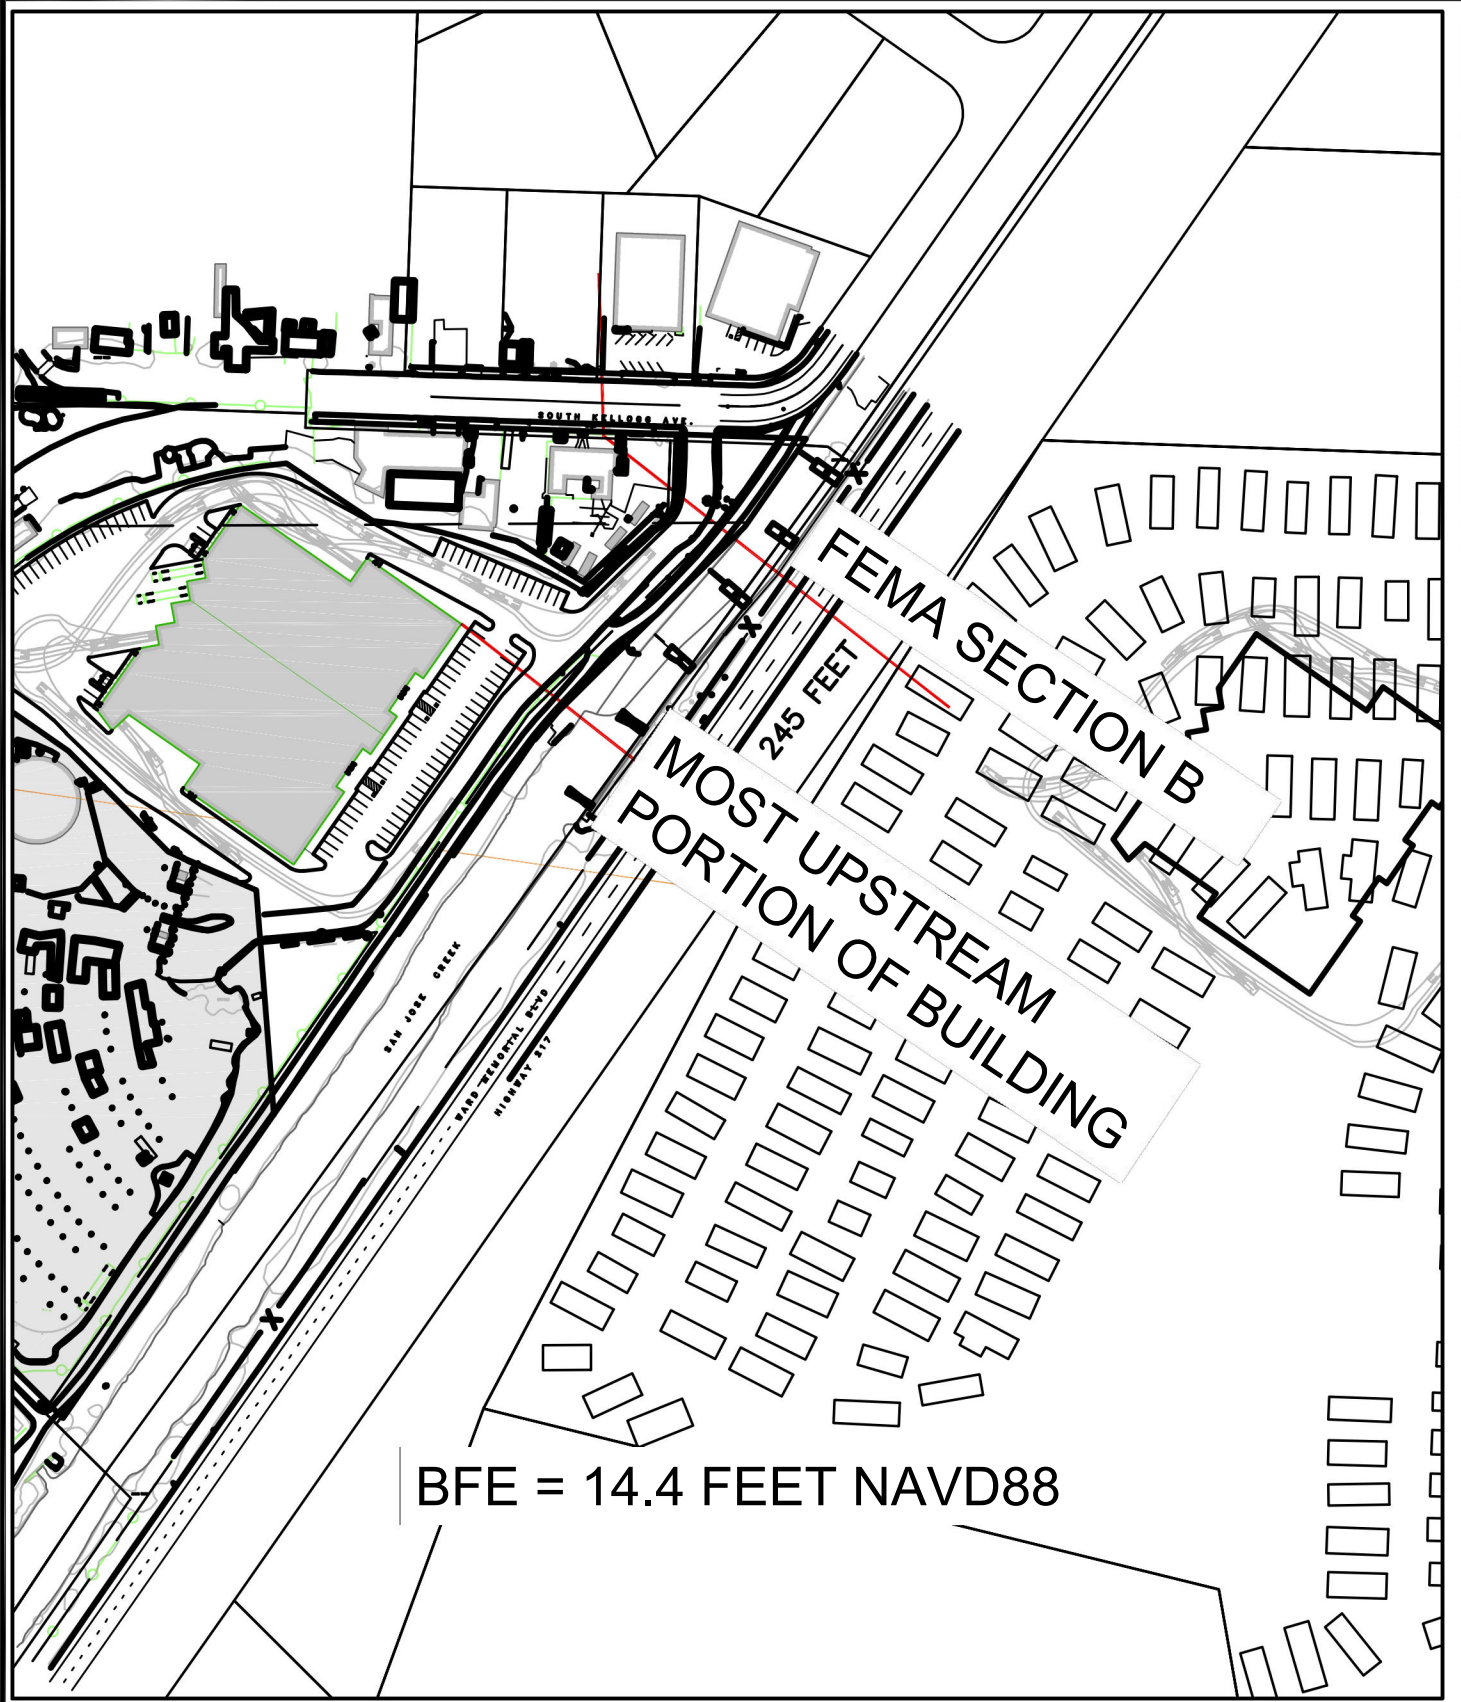 SOUTH KELLOGG AVE.
FEMA SECTION B
245 FEET
MOST UPSTREAM
PORTION OF BUILDING
SAN JOSE CREEK
WARD MEMORIAL BLVD
HIGHWAY 217
BFE = 14.4 FEET NAVD88